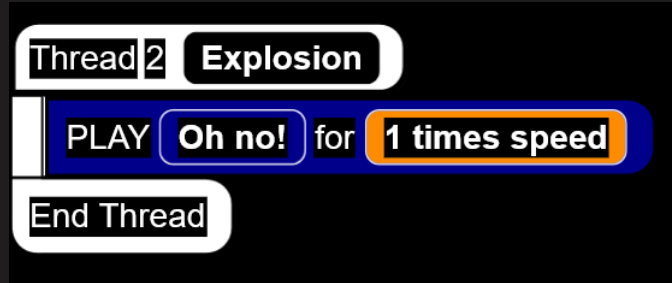 Thread 2 Explosion
PLAY Oh no! for 1 times speed
End Thread